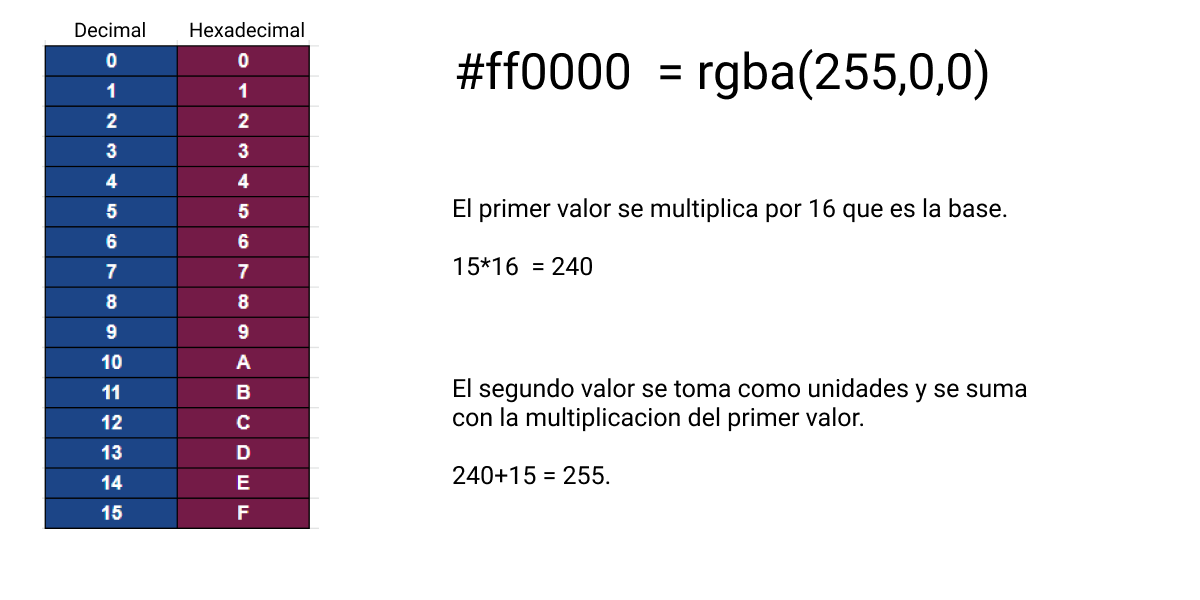 Decimal Hexadecimal
0 0
1 1
2 2
3 3
4 4
5 5
6 6
7 7
8 8
9 9
10 A
11 B
12 C
13 D
14 E
15 F
#ff0000 = rgba(255,0,0)
El primer valor se multiplica por 16 que es la base.
15*16 = 240
El segundo valor se toma como unidades y se suma
con la multiplicacion del primer valor.
240+15 = 255.